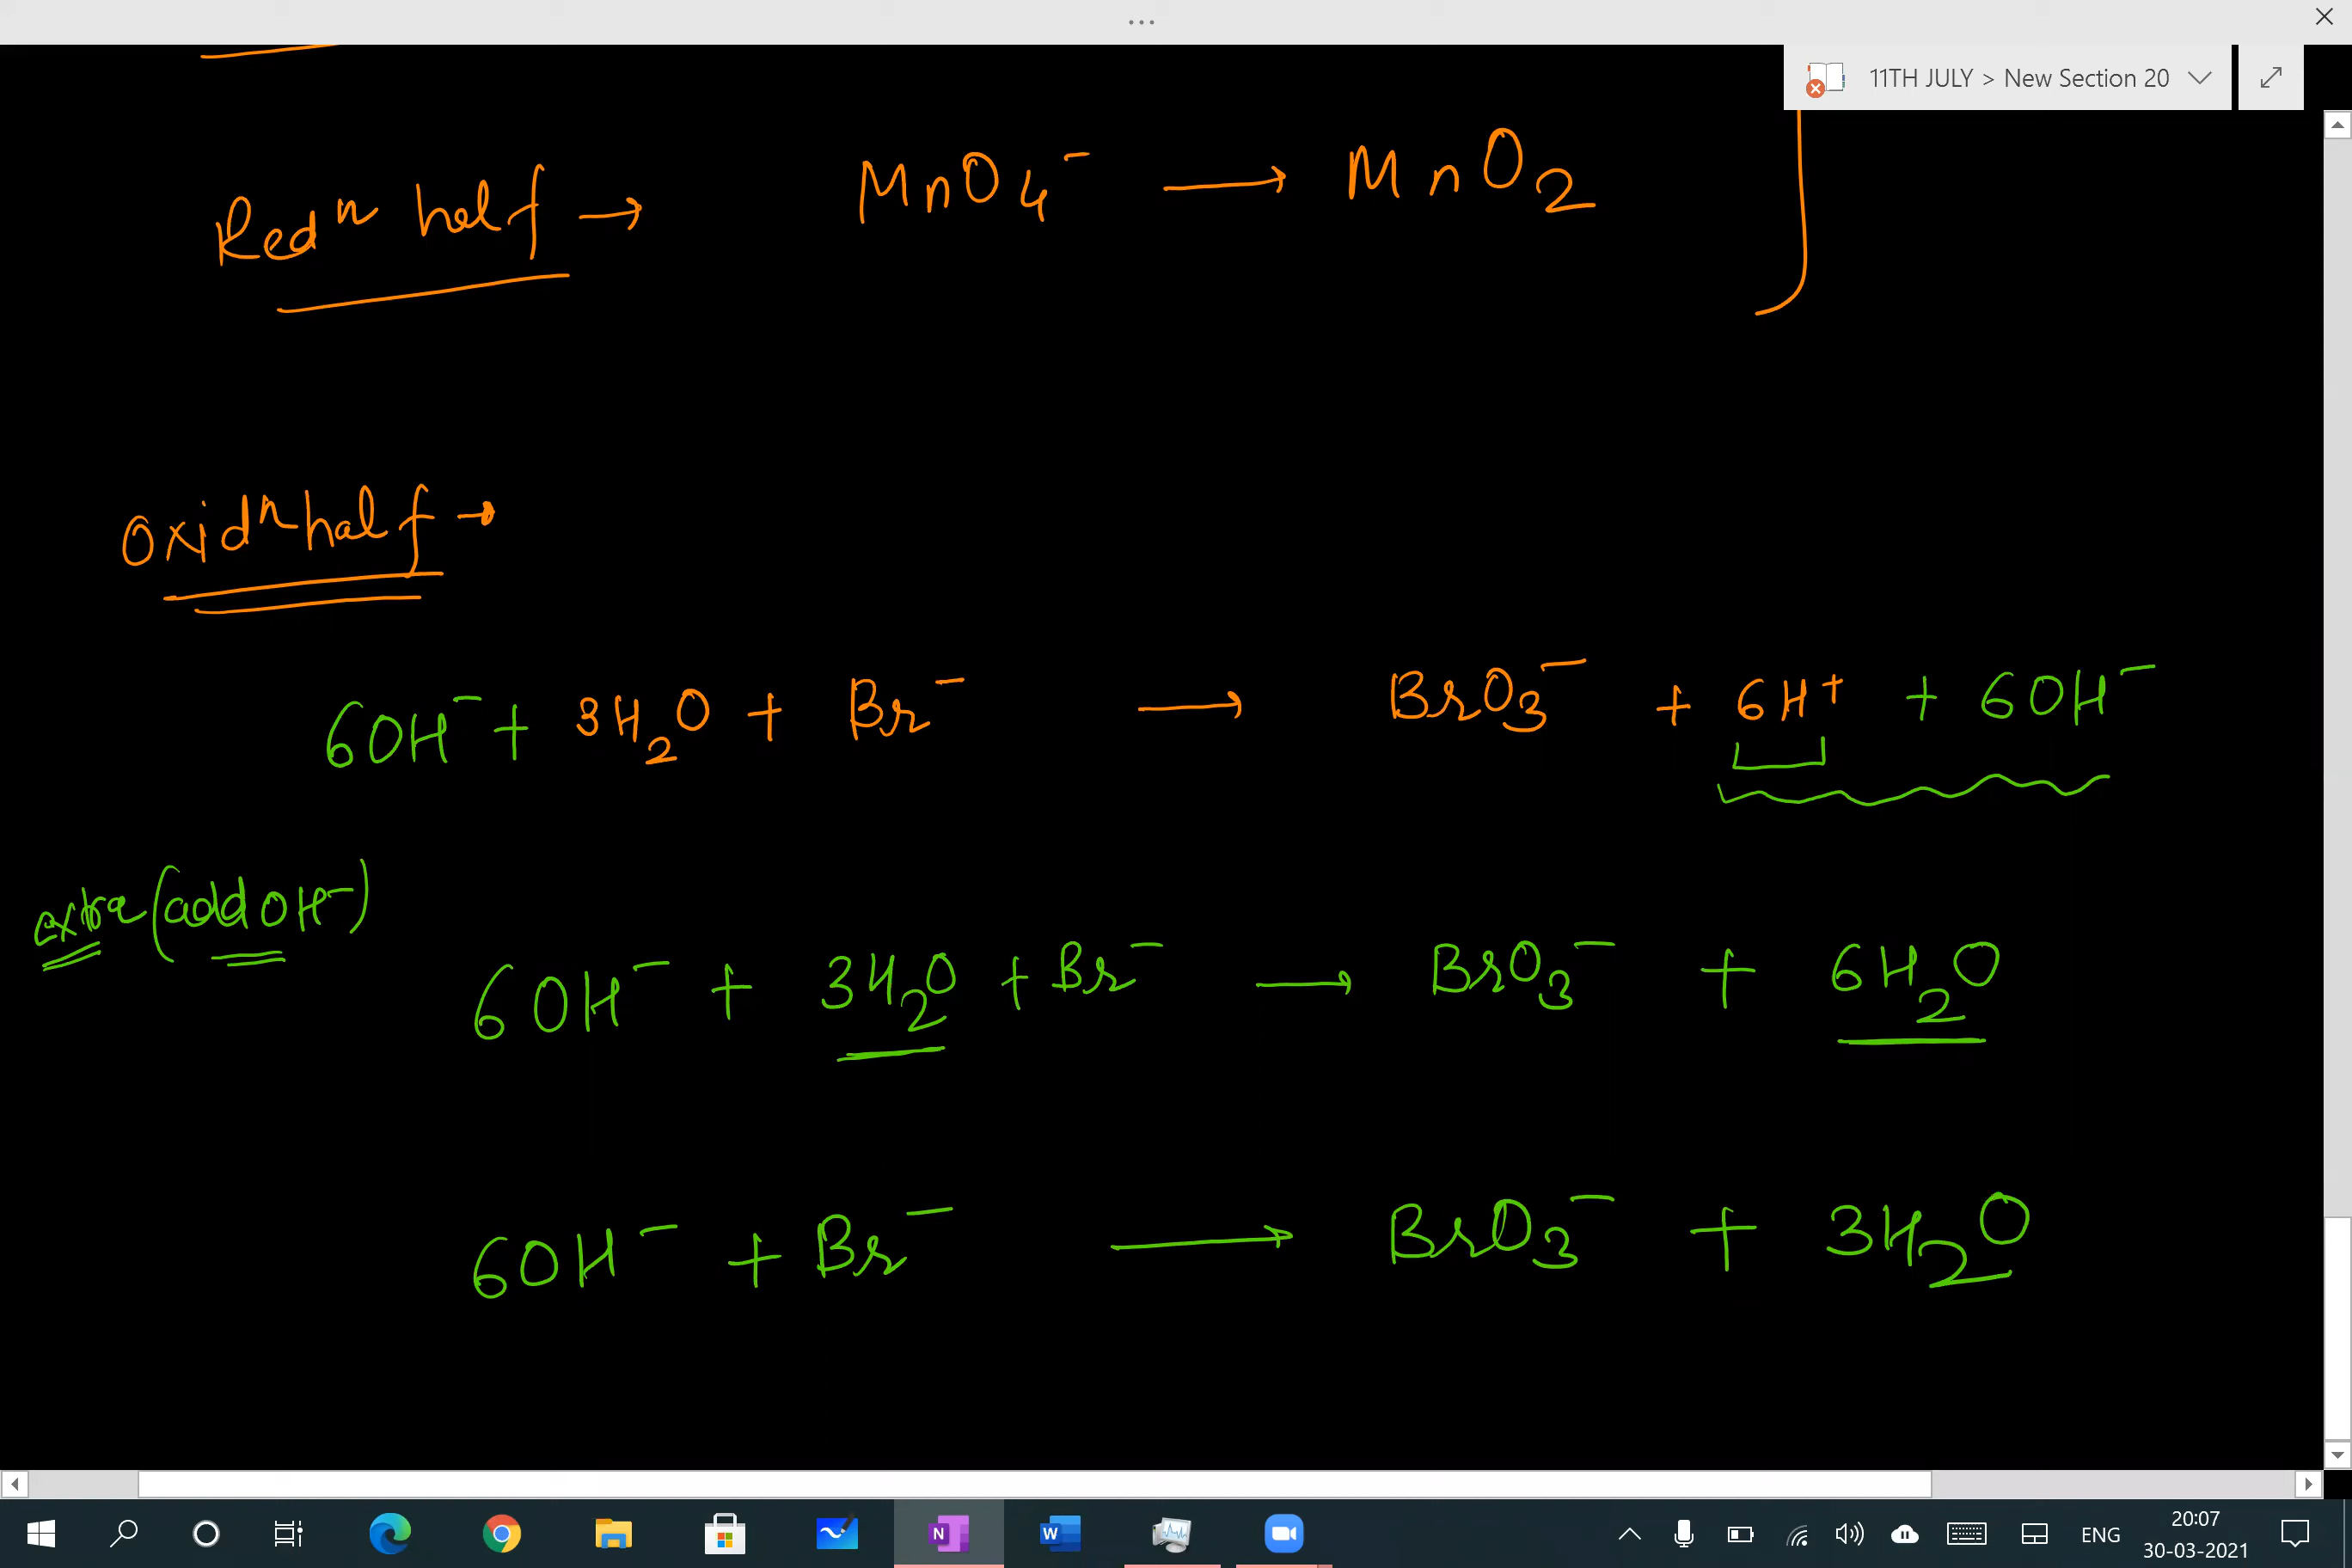 ...
11TH JULY > New Section 20
Redⁿ half → MnO₄⁻ → MnO₂
Oxidⁿ half →
6OH⁻ + 3H₂O + Br⁻ → BrO₃⁻ + 6H⁺ + 6OH⁻
extra (add OH⁻)
6OH⁻ + 3H₂O + Br⁻ → BrO₃⁻ + 6H₂O
6OH⁻ + Br⁻ → BrO₃⁻ + 3H₂O
N W ENG 20:07
30-03-2021